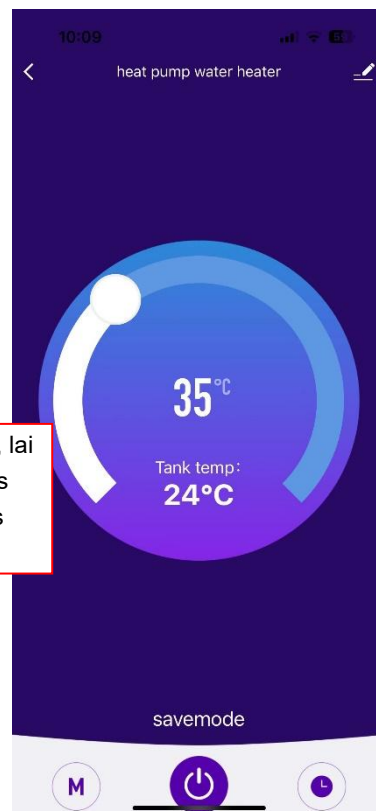 10:09
heat pump water heater
35°C
Tank temp:
24°C
lai
s
s
savemode
M